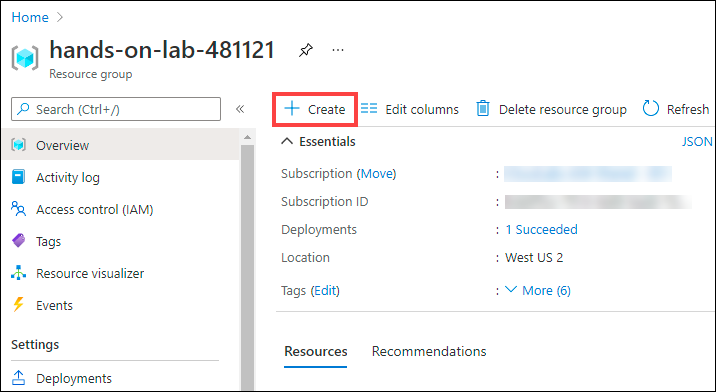 Home >
hands-on-lab-481121 ...
Resource group
Search (Ctrl+/) «
+ Create Edit columns Delete resource group Refresh
Overview
Activity log
Access control (IAM)
Tags
Resource visualizer
Events
Settings
Deployments
Essentials JSON
Subscription (Move) :
Subscription ID :
Deployments : 1 Succeeded
Location : West US 2
Tags (Edit) : More (6)
Resources Recommendations